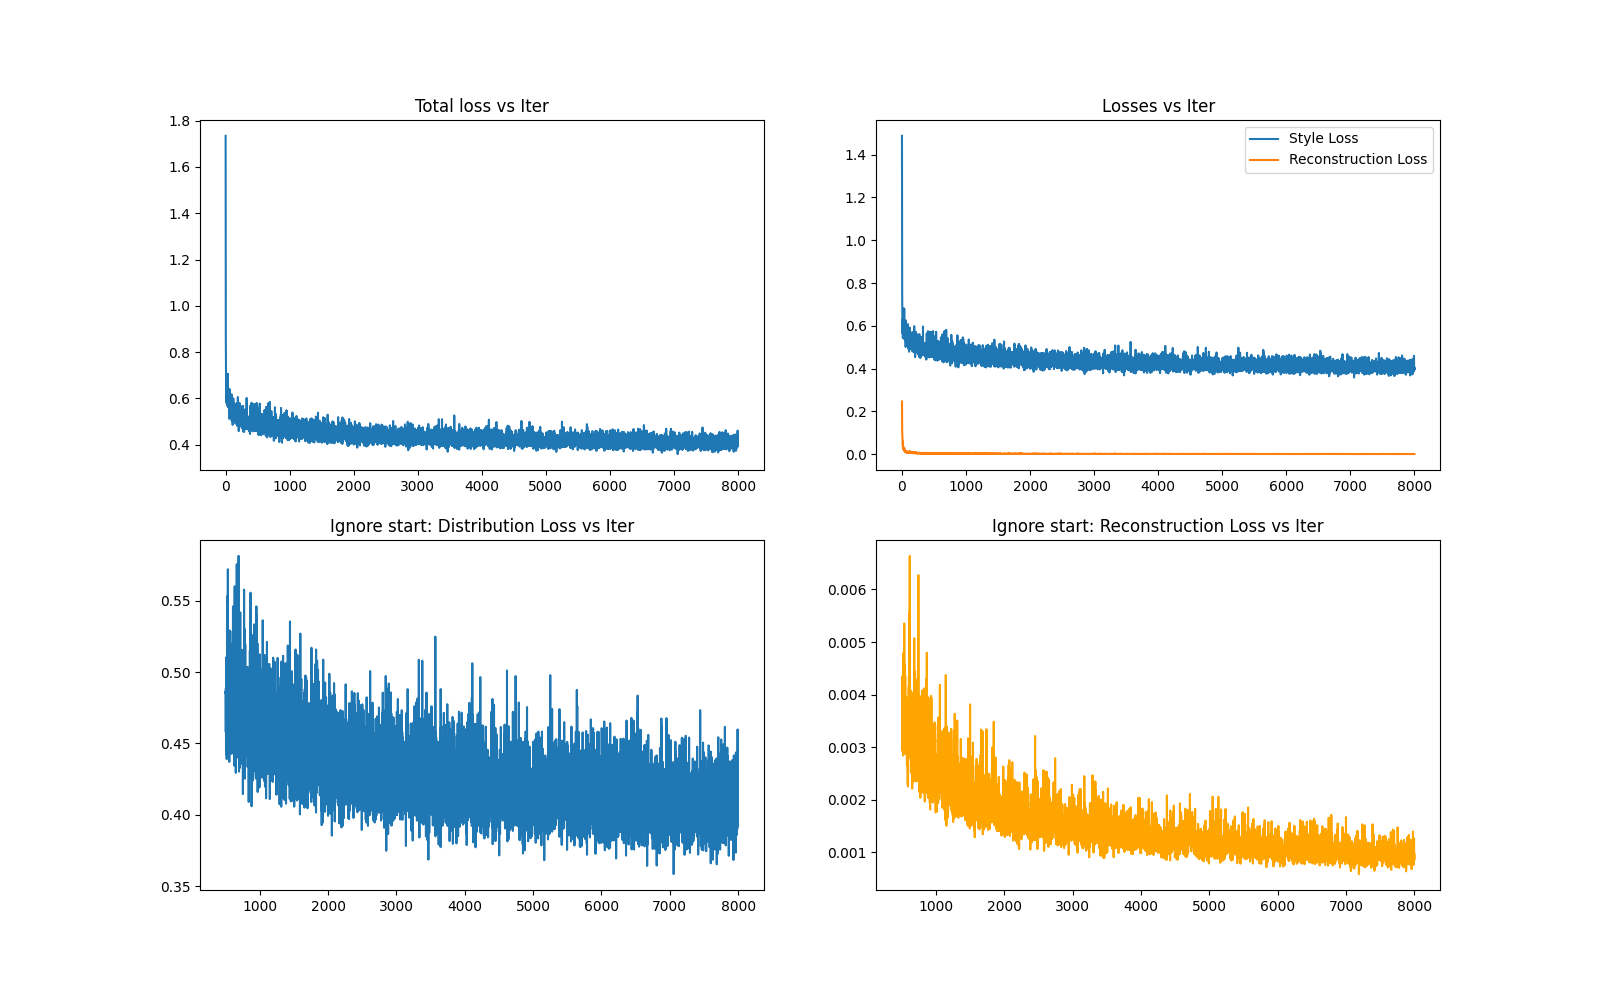 Total loss vs Iter
1.8
1.6
1.4
1.2
1.0
0.8
0.6
0.4
0 1000 2000 3000 4000 5000 6000 7000 8000
Losses vs Iter
Style Loss
Reconstruction Loss
1.4
1.2
1.0
0.8
0.6
0.4
0.2
0.0
0 1000 2000 3000 4000 5000 6000 7000 8000
Ignore start: Distribution Loss vs Iter
0.55
0.50
0.45
0.40
0.35
1000 2000 3000 4000 5000 6000 7000 8000
Ignore start: Reconstruction Loss vs Iter
0.006
0.005
0.004
0.003
0.002
0.001
1000 2000 3000 4000 5000 6000 7000 8000